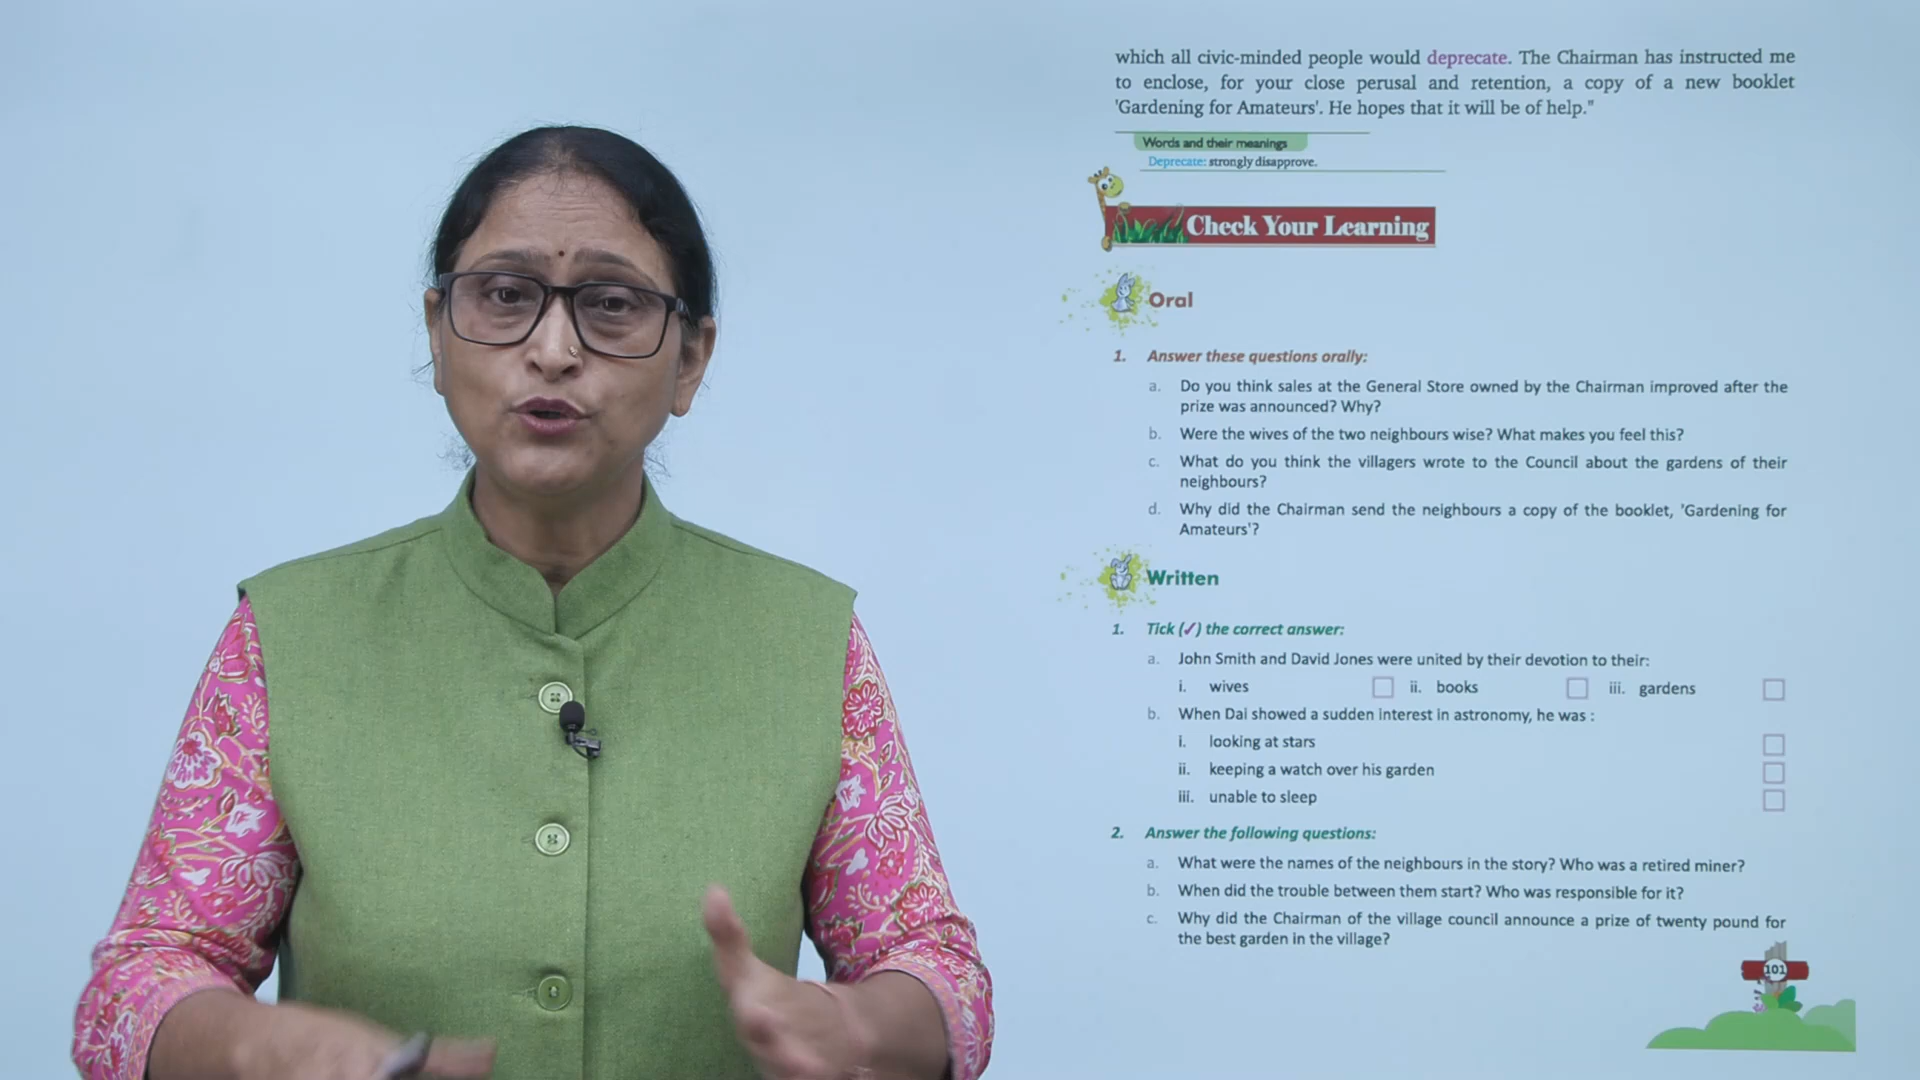 which all civic-minded people would deprecate. The Chairman has instructed me
to enclose, for your close perusal and retention, a copy of a new booklet
'Gardening for Amateurs'. He hopes that it will be of help."
Words and their meanings
Deprecate: strongly disapprove.
Check Your Learning
Oral
1. Answer these questions orally:
a. Do you think sales at the General Store owned by the Chairman improved after the
prize was announced? Why?
b. Were the wives of the two neighbours wise? What makes you feel this?
c. What do you think the villagers wrote to the Council about the gardens of their
neighbours?
d. Why did the Chairman send the neighbours a copy of the booklet, 'Gardening for
Amateurs'?
Written
1. Tick (✓) the correct answer:
a. John Smith and David Jones were united by their devotion to their:
i. wives ii. books iii. gardens
b. When Dai showed a sudden interest in astronomy, he was :
i. looking at stars
ii. keeping a watch over his garden
iii. unable to sleep
2. Answer the following questions:
a. What were the names of the neighbours in the story? Who was a retired miner?
b. When did the trouble between them start? Who was responsible for it?
c. Why did the Chairman of the village council announce a prize of twenty pound for
the best garden in the village?
101